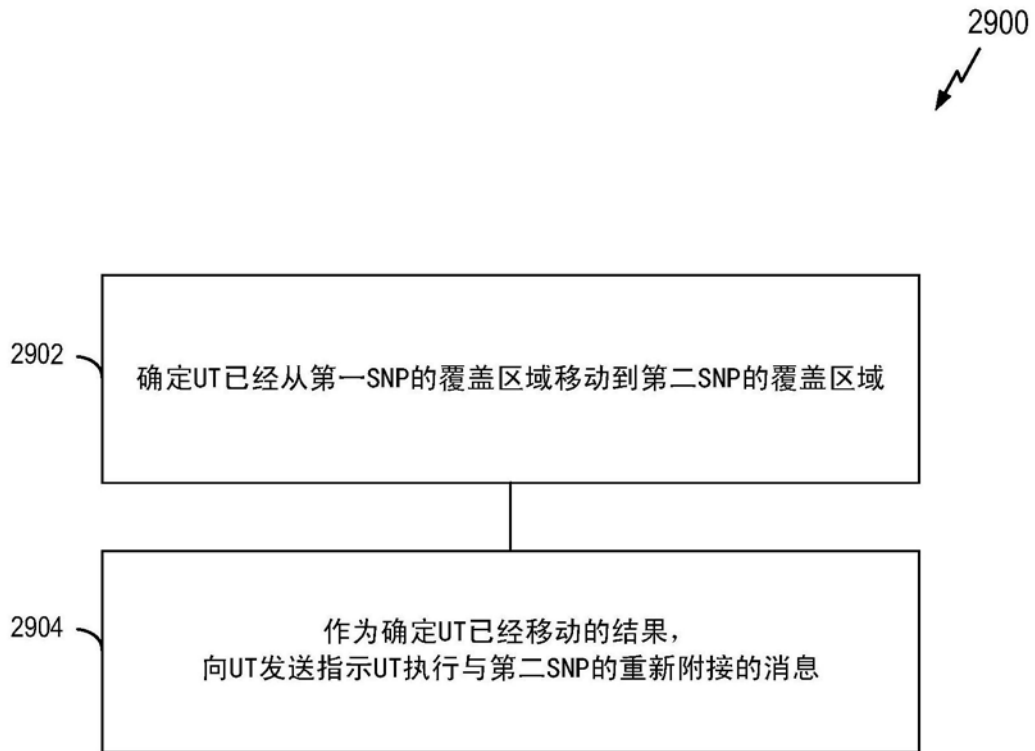 2900
2902
确定UT已经从第一SNP的覆盖区域移动到第二SNP的覆盖区域
2904
作为确定UT已经移动的结果,
向UT发送指示UT执行与第二SNP的重新附接的消息